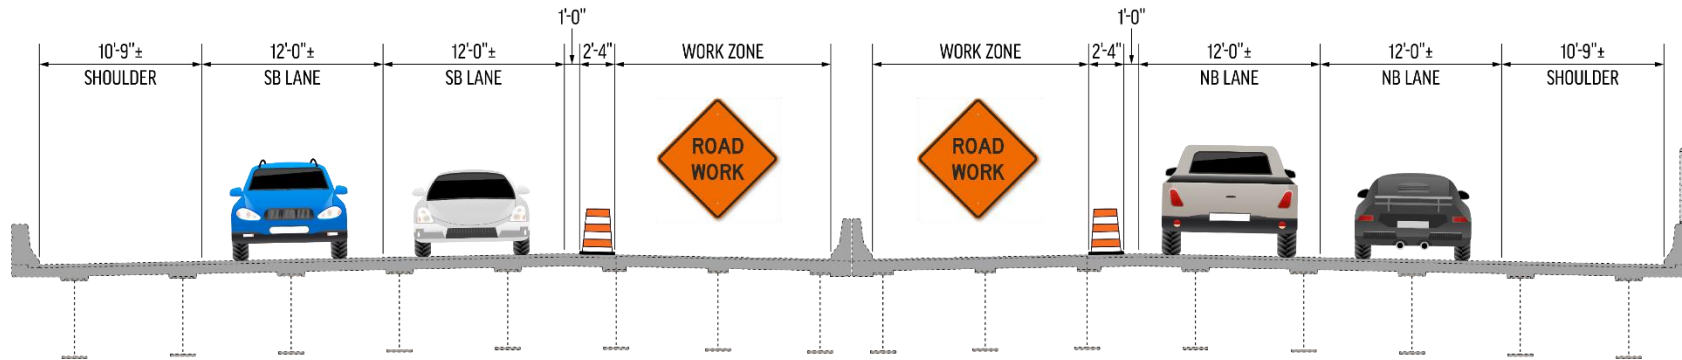 1'-0"
1'-0"
10'-9"±
12'-0"±
12'-0"±
2'-4"
WORK ZONE
WORK ZONE
2'-4"
12'-0"±
12'-0"±
10'-9"±
SHOULDER
SB LANE
SB LANE
NB LANE
NB LANE
SHOULDER
ROAD
WORK
ROAD
WORK